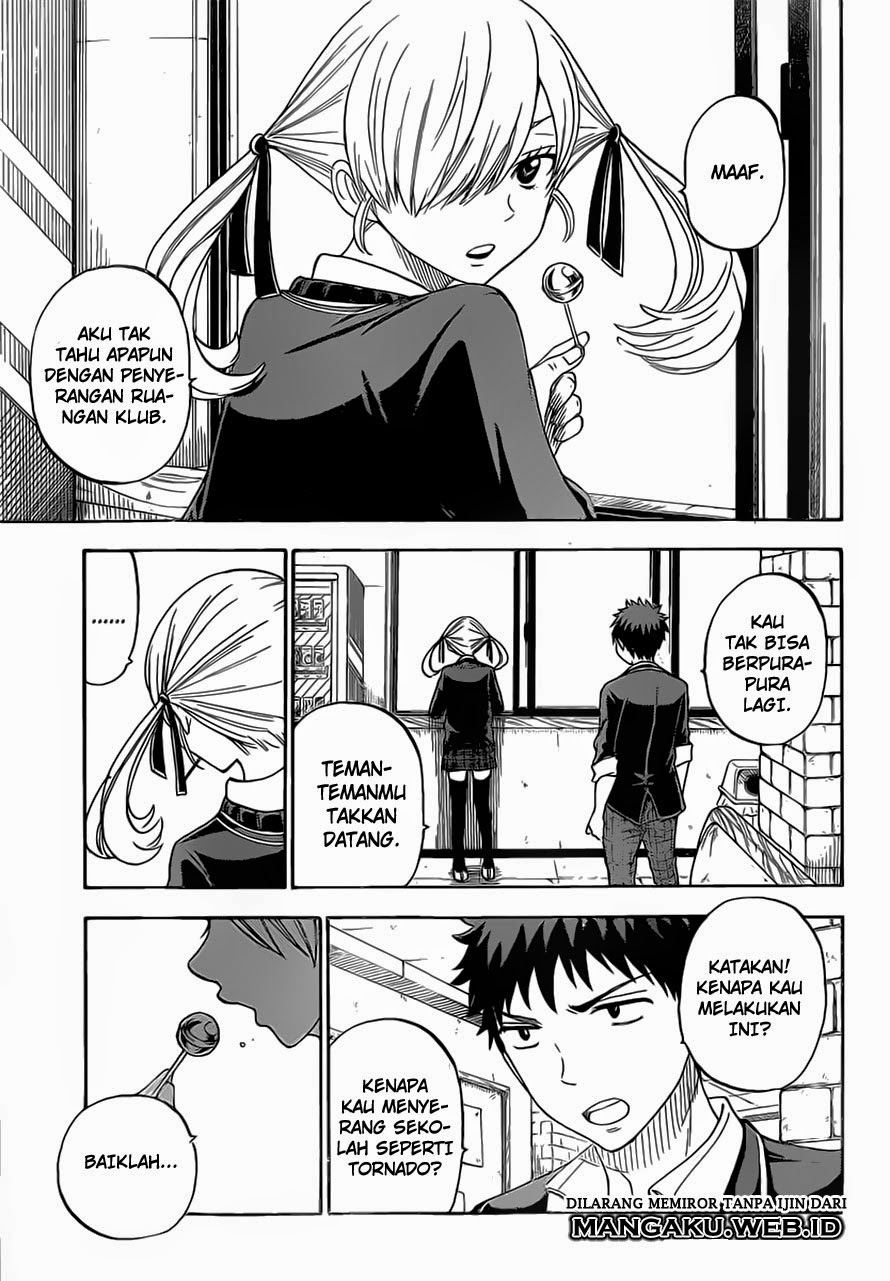 MAAF.
AKU TAK
TAHU APAPUN
DENGAN PENYE-
RANGAN RUA-
NGAN KLUB.
KAU
TAK BISA
BERPURA-
PURA
LAGI.
TEMAN-
TEMANMU
TAKKAN
DATANG.
......
KATAKAN!
KENAPA KAU
MELAKUKAN
INI?
KENAPA
KAU MENYE-
RANG SEKO-
LAH SEPERTI
TORNADO?
BAIKLAH...
DILARANG MEMIROR TANPA IJIN DARI
MANGAKU.WEB.ID